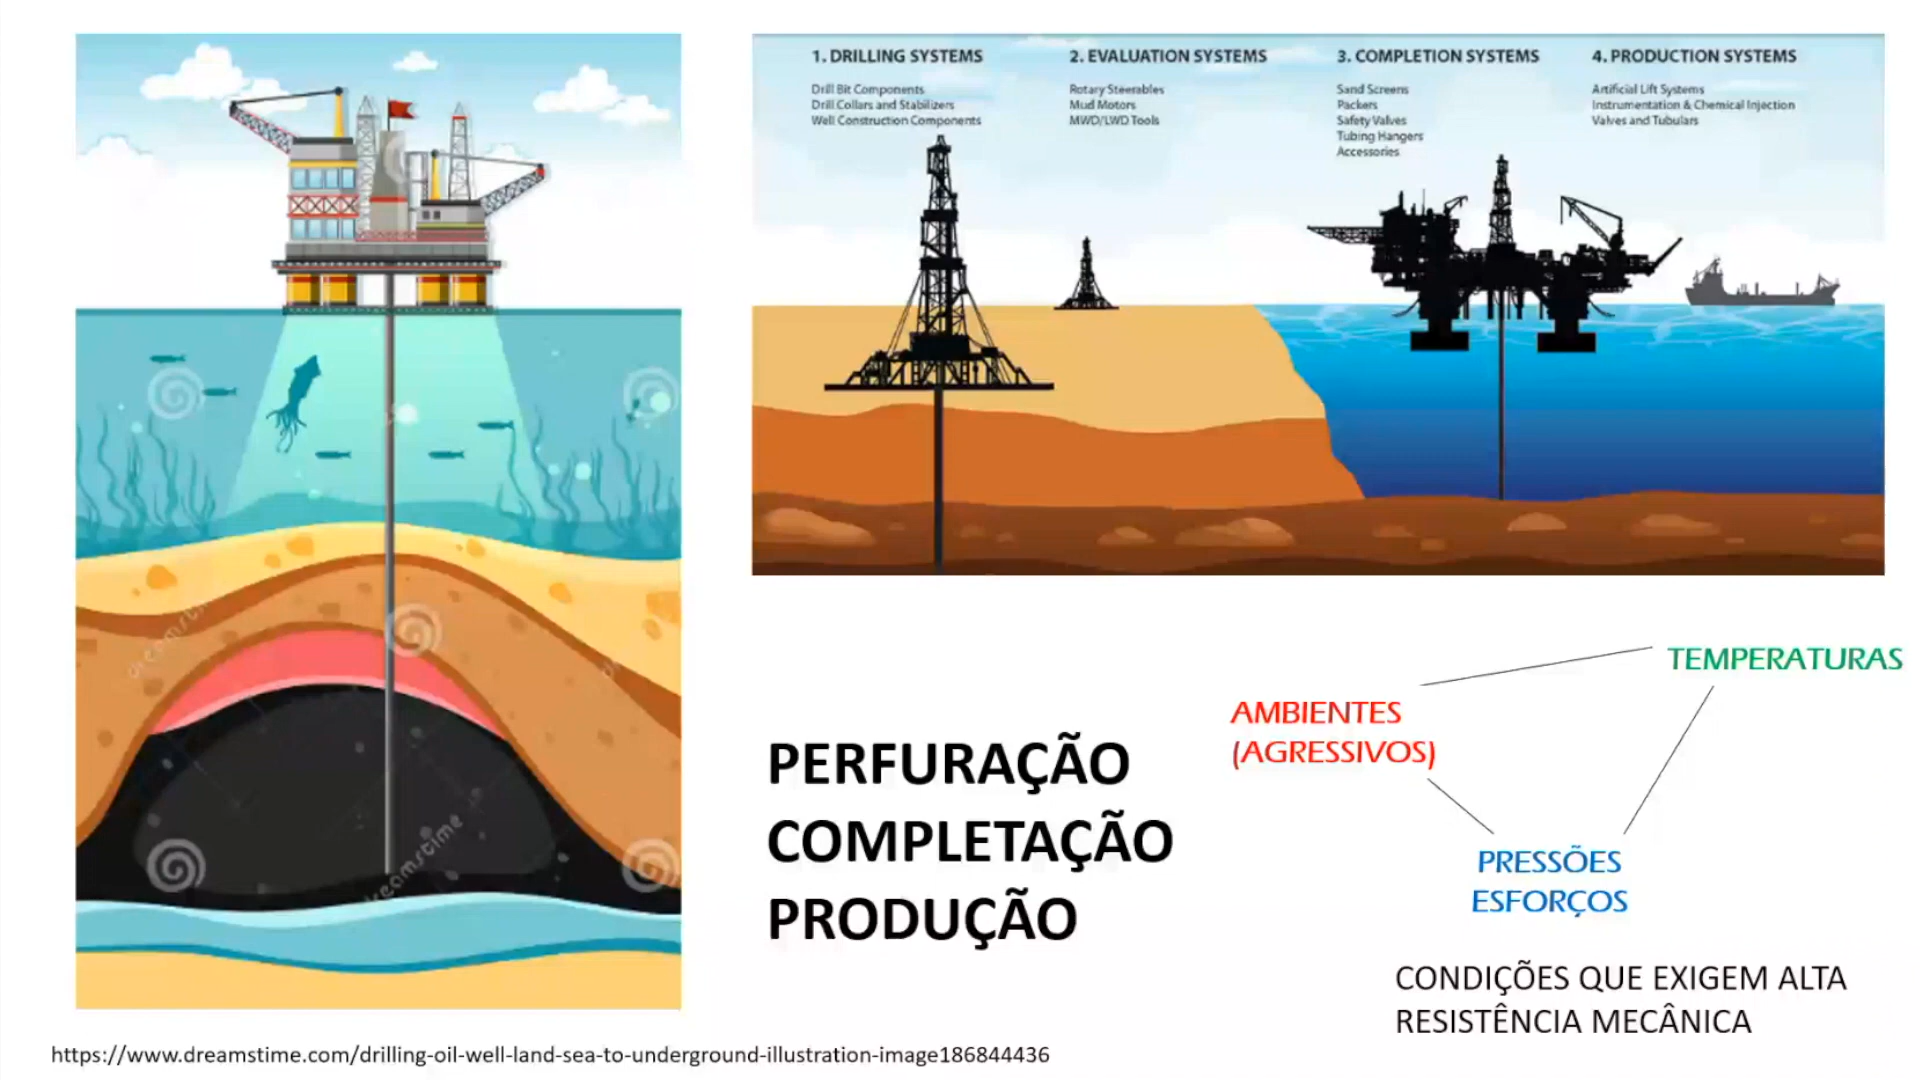 1. DRILLING SYSTEMS
Drill Bit Components
Drill Collars and Stabilizers
Well Construction Components
2. EVALUATION SYSTEMS
Rotary Steerables
Mud Motors
MWD/LWD Tools
3. COMPLETION SYSTEMS
Sand Screens
Packers
Safety Valves
Tubing Hangers
Accessories
4. PRODUCTION SYSTEMS
Artificial Lift Systems
Instrumentation & Chemical Injection
Valves and Tubulars
dreamstime
PERFURAÇÃO
COMPLETAÇÃO
PRODUÇÃO
TEMPERATURAS
AMBIENTES
(AGRESSIVOS)
PRESSÕES
ESFORÇOS
CONDIÇÕES QUE EXIGEM ALTA
RESISTÊNCIA MECÂNICA
https://www.dreamstime.com/drilling-oil-well-land-sea-to-underground-illustration-image186844436